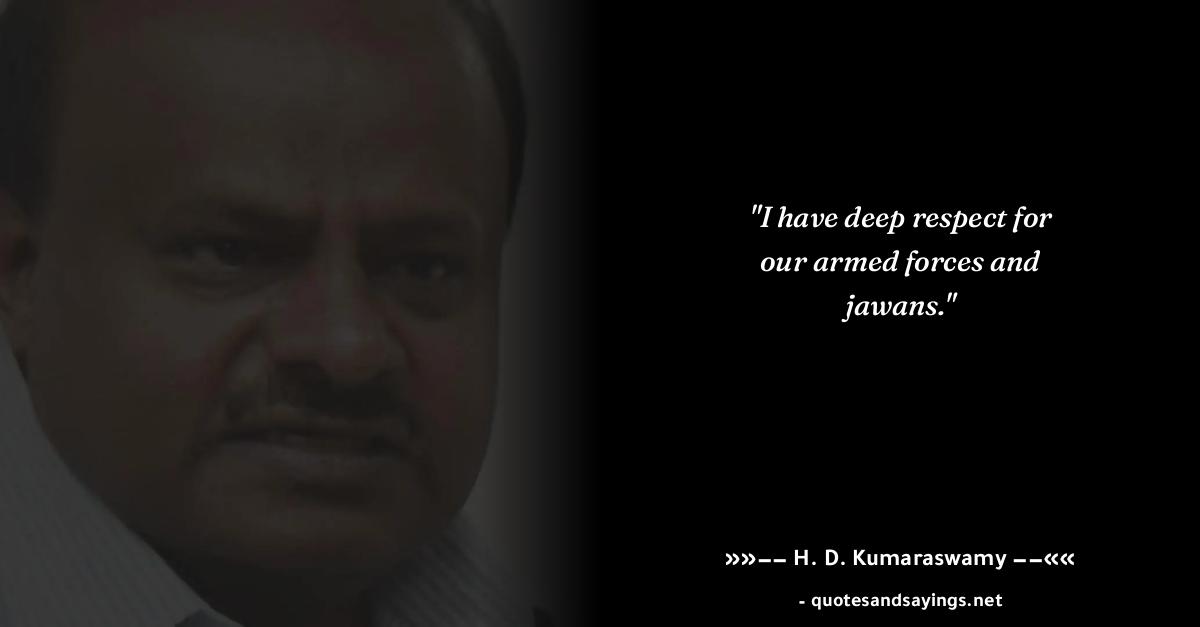 "I have deep respect for
our armed forces and
jawans."
»»−− H. D. Kumaraswamy −−««
- quotesandsayings.net